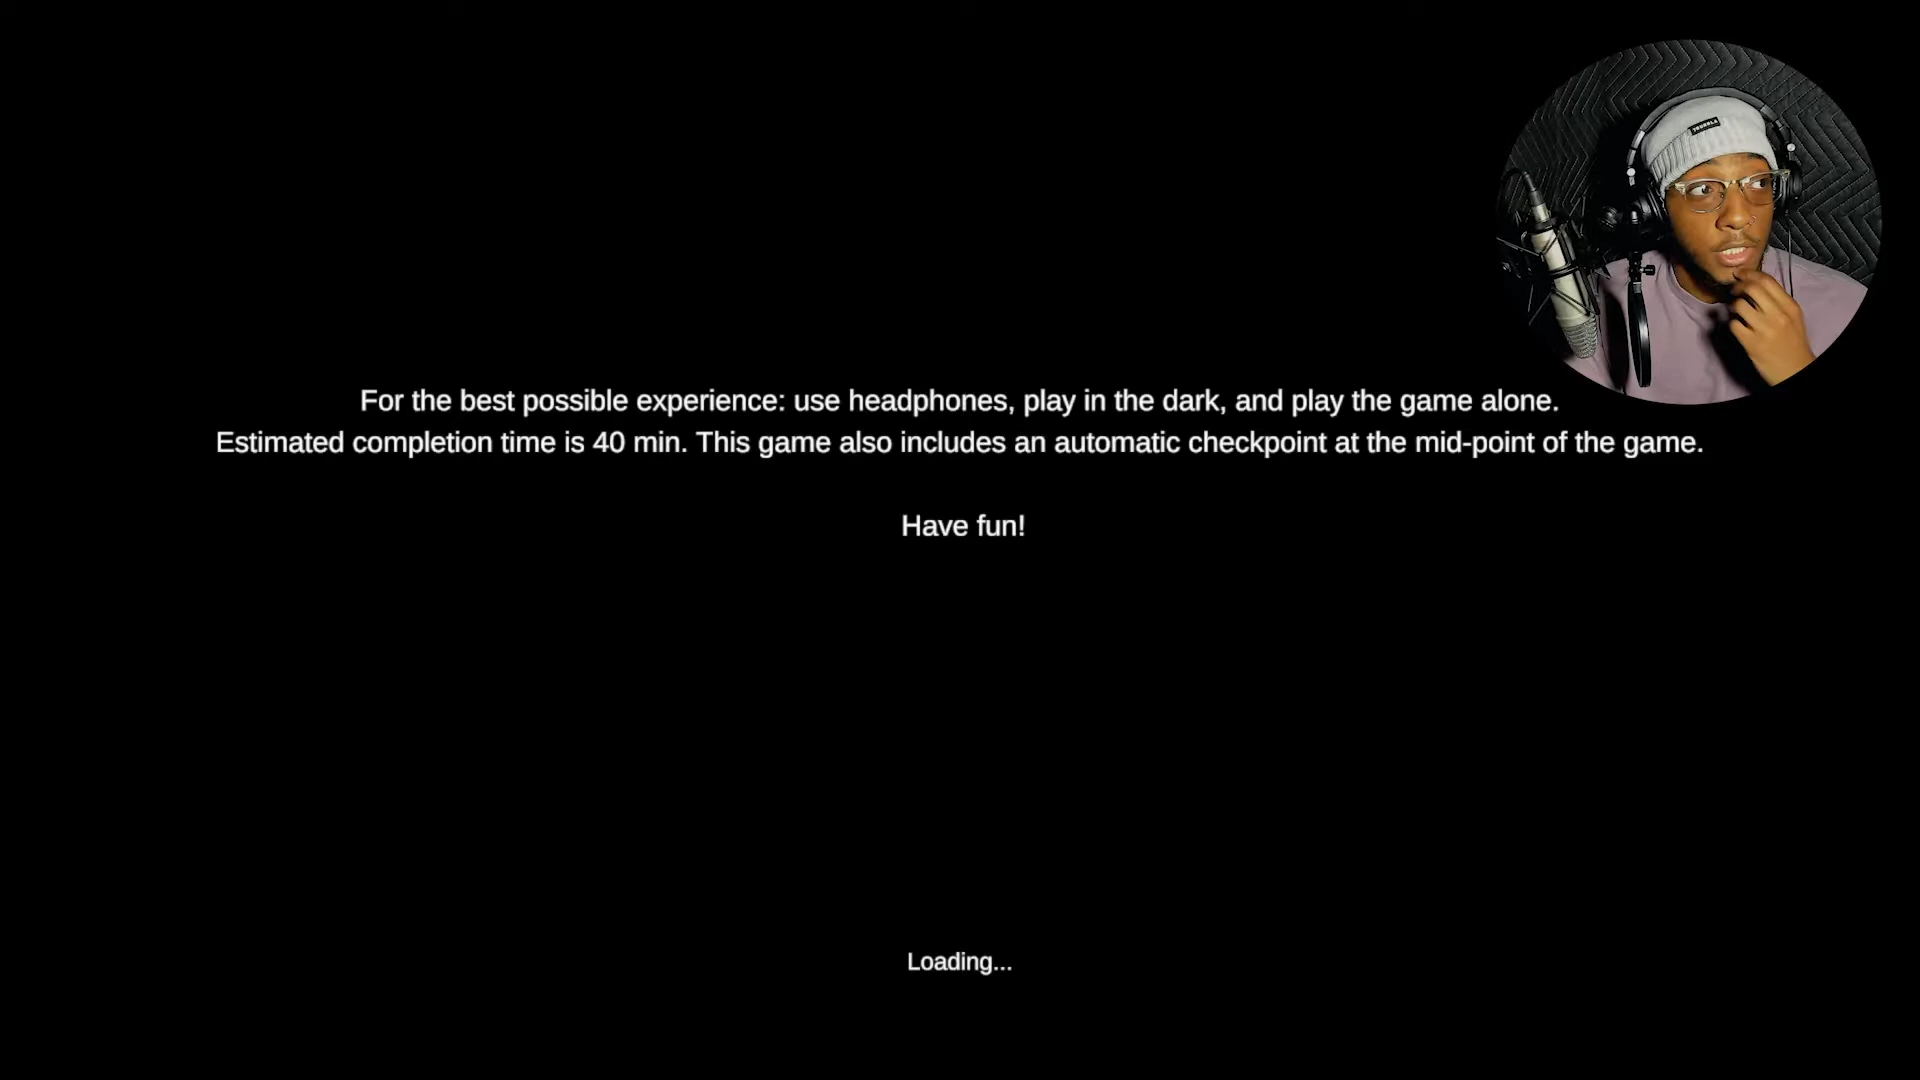 For the best possible experience: use headphones, play in the dark, and play the game alone.
Estimated completion time is 40 min. This game also includes an automatic checkpoint at the mid-point of the game.
Have fun!
Loading...